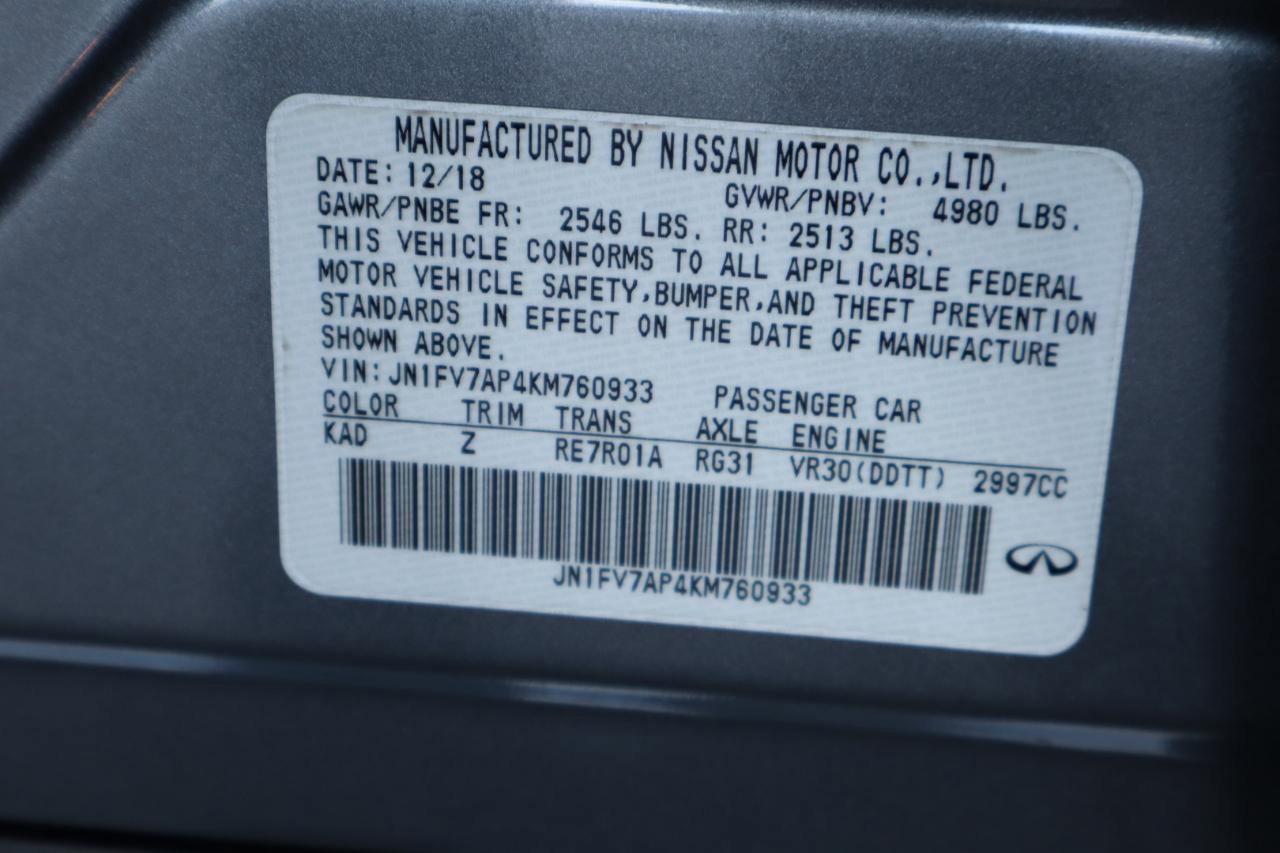 MANUFACTURED BY NISSAN MOTOR CO.,LTD.
DATE: 12/18 GVWR/PNBV: 4980 LBS.
GAWR/PNBE FR: 2546 LBS. RR: 2513 LBS.
THIS VEHICLE CONFORMS TO ALL APPLICABLE FEDERAL
MOTOR VEHICLE SAFETY,BUMPER,AND THEFT PREVENTION
STANDARDS IN EFFECT ON THE DATE OF MANUFACTURE
SHOWN ABOVE.
VIN:JN1FV7AP4KM760933 PASSENGER CAR
COLOR TRIM TRANS AXLE ENGINE
KAD Z RE7R01A RG31 VR30(DDTT) 2997CC
JN1FV7AP4KM760933